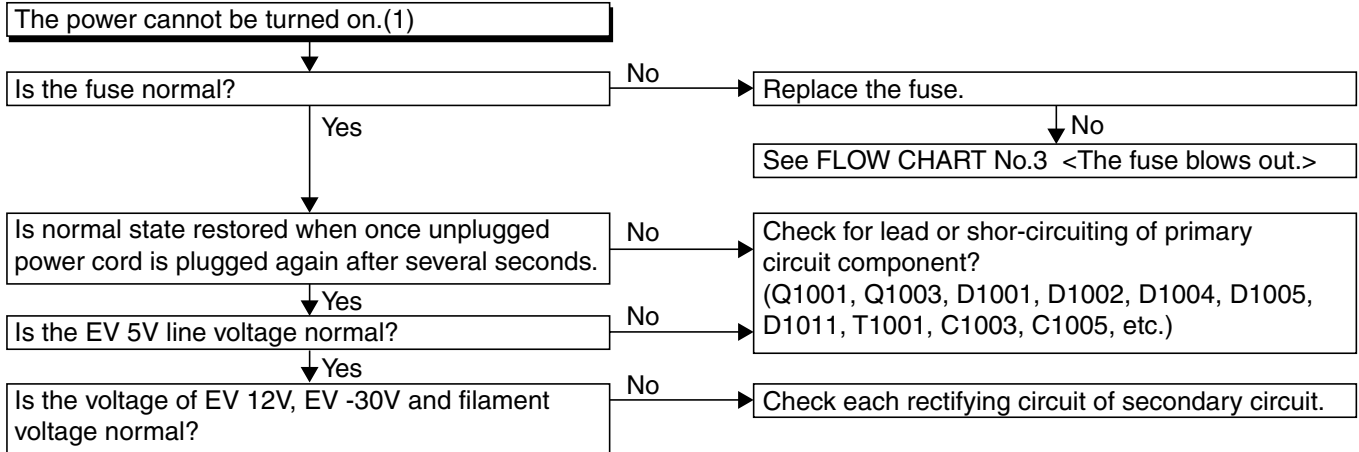 The power cannot be turned on.(1)
Is the fuse normal?
No
Replace the fuse.
Yes
No
See FLOW CHART No.3 <The fuse blows out.>
Is normal state restored when once unplugged
power cord is plugged again after several seconds.
No
Check for lead or shor-circuiting of primary
circuit component?
(Q1001, Q1003, D1001, D1002, D1004, D1005,
D1011, T1001, C1003, C1005, etc.)
Yes
Is the EV 5V line voltage normal?
No
Yes
Is the voltage of EV 12V, EV -30V and filament
voltage normal?
No
Check each rectifying circuit of secondary circuit.